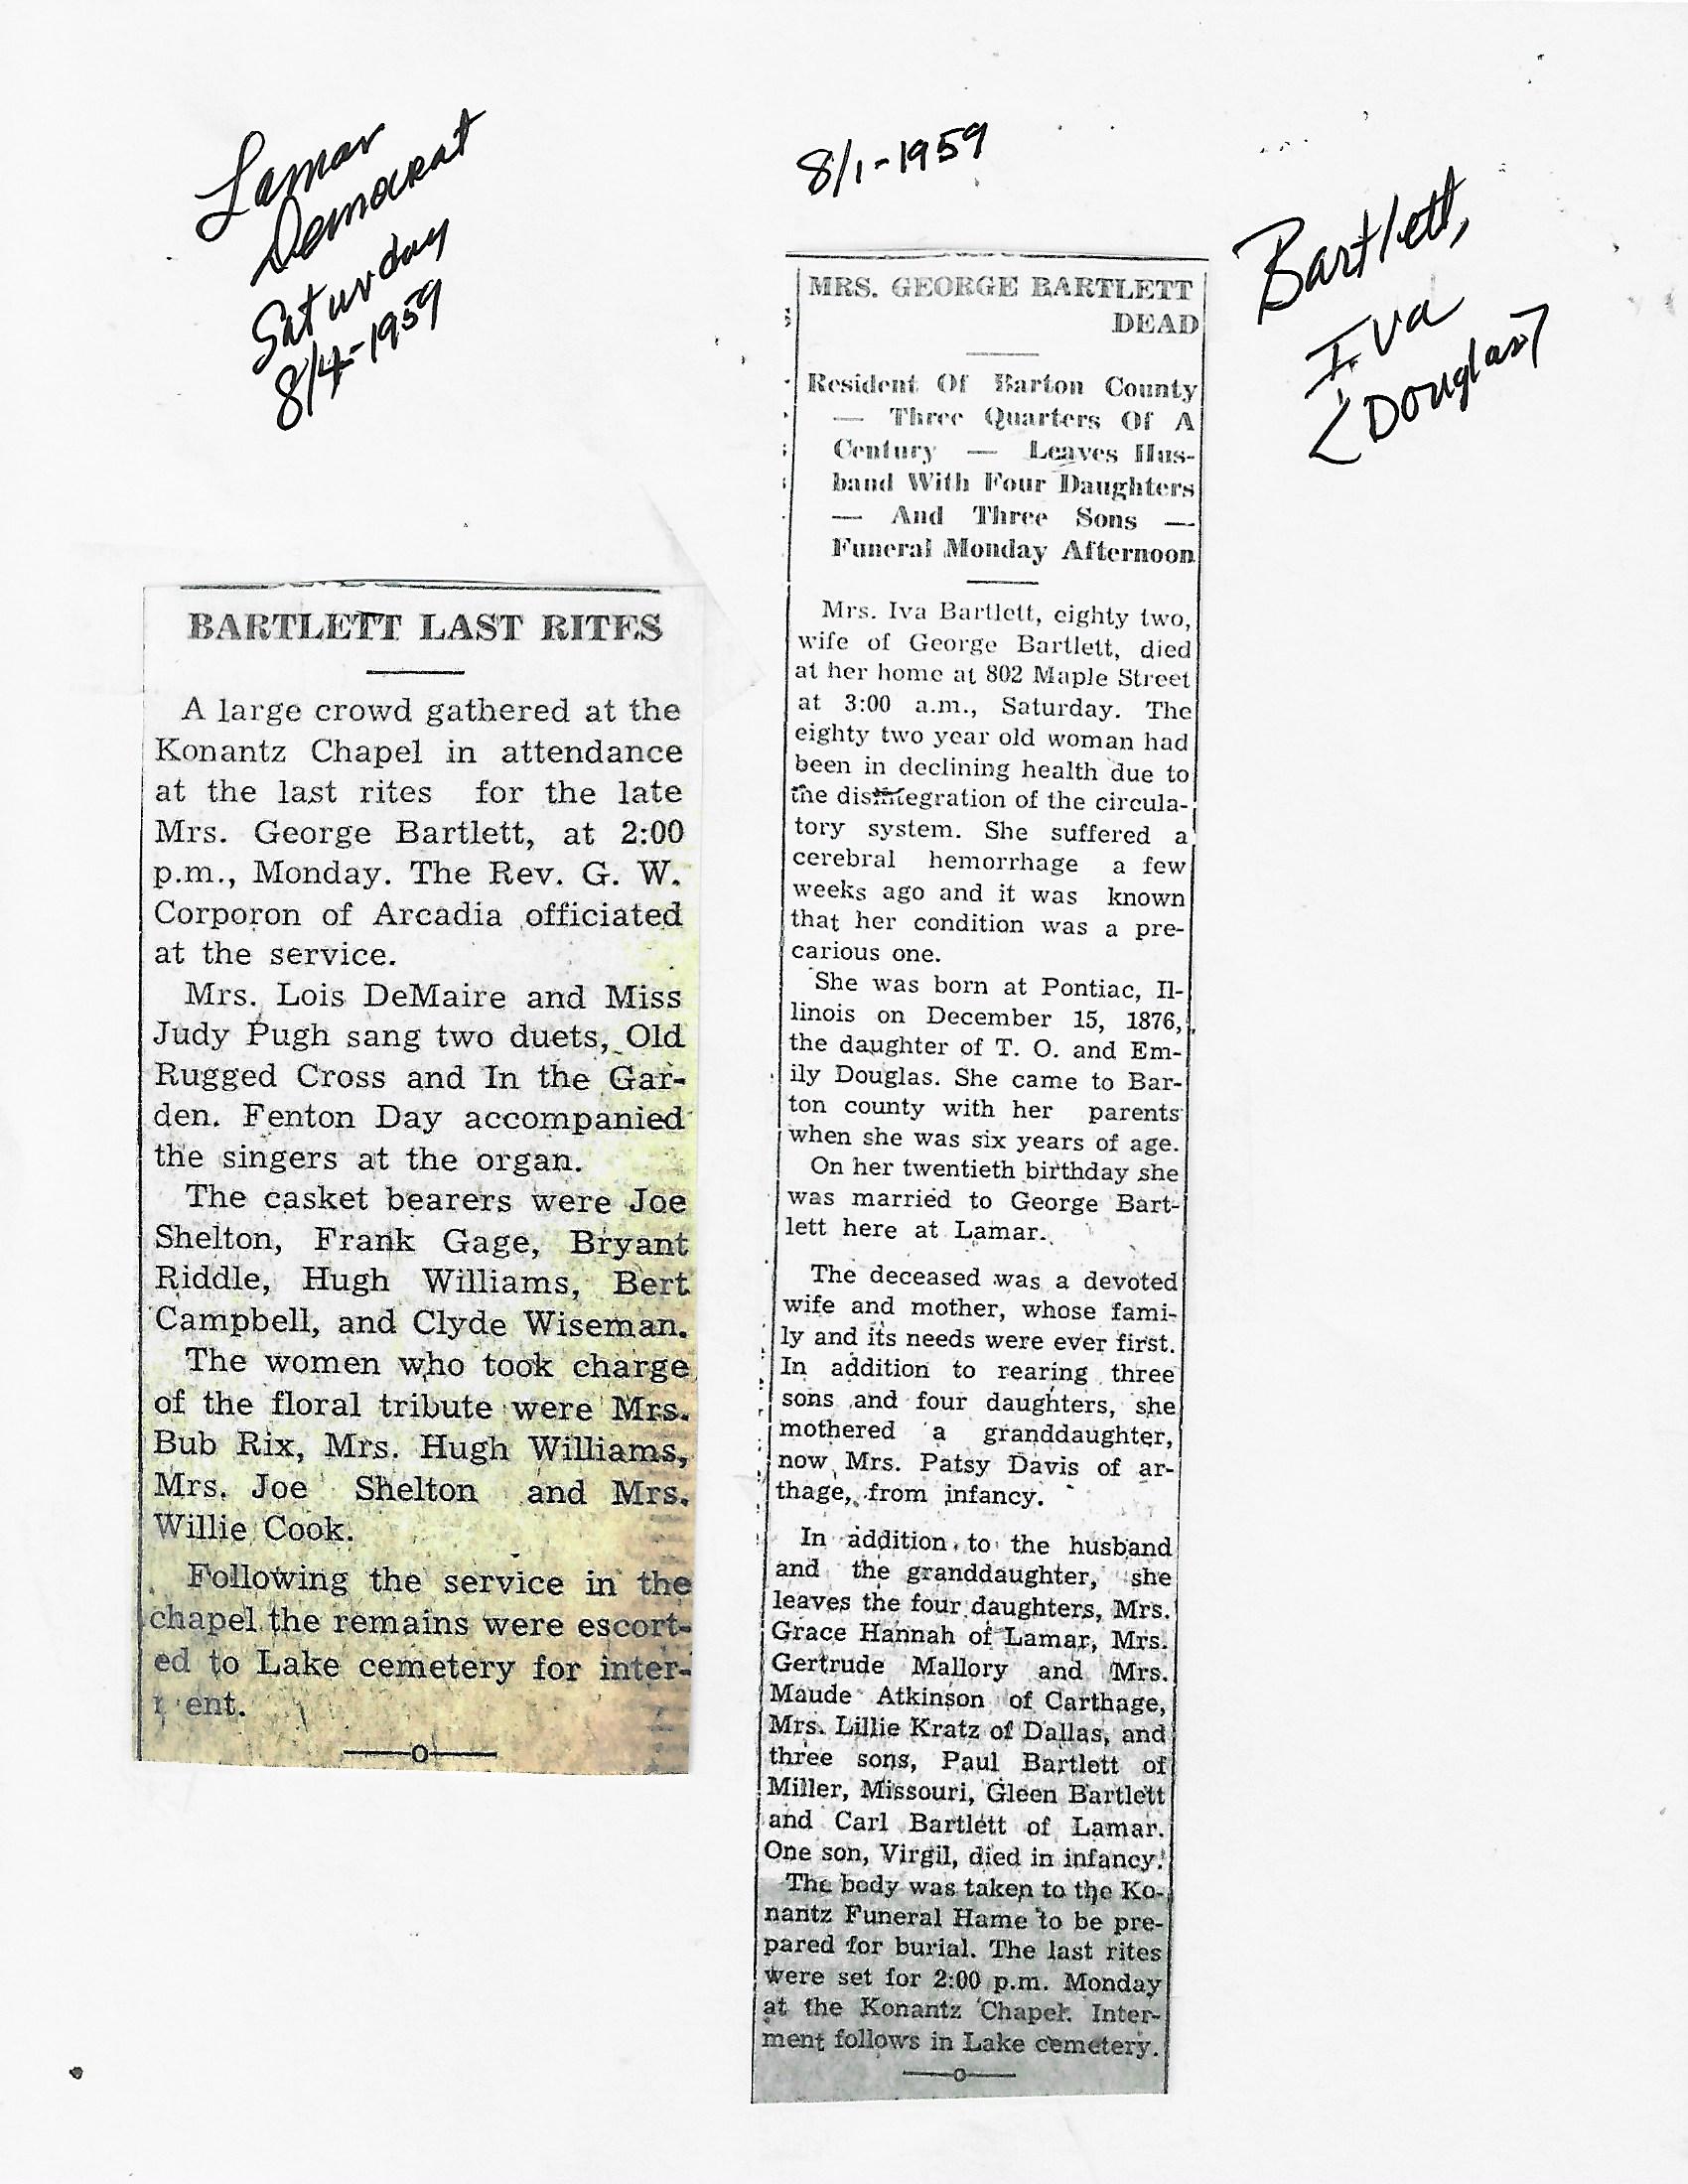 Lamar
Democrat
Saturday
8/4-1959
8/1-1959
Bartlett,
Iva
<Douglas>
BARTLETT LAST RITES
A large crowd gathered at the
Konantz Chapel in attendance
at the last rites for the late
Mrs. George Bartlett, at 2:00
p.m., Monday. The Rev. G. W.
Corporon of Arcadia officiated
at the service.
Mrs. Lois DeMaire and Miss
Judy Pugh sang two duets, Old
Rugged Cross and In the Gar-
den. Fenton Day accompanied
the singers at the organ.
The casket bearers were Joe
Shelton, Frank Gage, Bryant
Riddle, Hugh Williams, Bert
Campbell, and Clyde Wiseman.
The women who took charge
of the floral tribute were Mrs.
Bub Rix, Mrs. Hugh Williams,
Mrs. Joe Shelton and Mrs.
Willie Cook.
Following the service in the
chapel the remains were escort-
ed to Lake cemetery for inter-
ent.
—o—
MRS. GEORGE BARTLETT
DEAD
Resident Of Barton County
— Three Quarters Of A
Century — Leaves Hus-
band With Four Daughters
— And Three Sons —
Funeral Monday Afternoon
Mrs. Iva Bartlett, eighty two,
wife of George Bartlett, died
at her home at 802 Maple Street
at 3:00 a.m., Saturday. The
eighty two year old woman had
been in declining health due to
the disintegration of the circula-
tory system. She suffered a
cerebral hemorrhage a few
weeks ago and it was known
that her condition was a pre-
carious one.
She was born at Pontiac, Il-
linois on December 15, 1876,
the daughter of T. O. and Em-
ily Douglas. She came to Bar-
ton county with her parents
when she was six years of age.
On her twentieth birthday she
was married to George Bart-
lett here at Lamar.
The deceased was a devoted
wife and mother, whose fami-
ly and its needs were ever first.
In addition to rearing three
sons and four daughters, she
mothered a granddaughter,
now Mrs. Patsy Davis of ar-
thage, from infancy.
In addition to the husband
and the granddaughter, she
leaves the four daughters, Mrs.
Grace Hannah of Lamar, Mrs.
Gertrude Mallory and Mrs.
Maude Atkinson of Carthage,
Mrs. Lillie Kratz of Dallas, and
three sons, Paul Bartlett of
Miller, Missouri, Gleen Bartlett
and Carl Bartlett of Lamar.
One son, Virgil, died in infancy.
The body was taken to the Ko-
nantz Funeral Hame to be pre-
pared for burial. The last rites
were set for 2:00 p.m. Monday
at the Konantz Chapel. Inter-
ment follows in Lake cemetery.
—o—